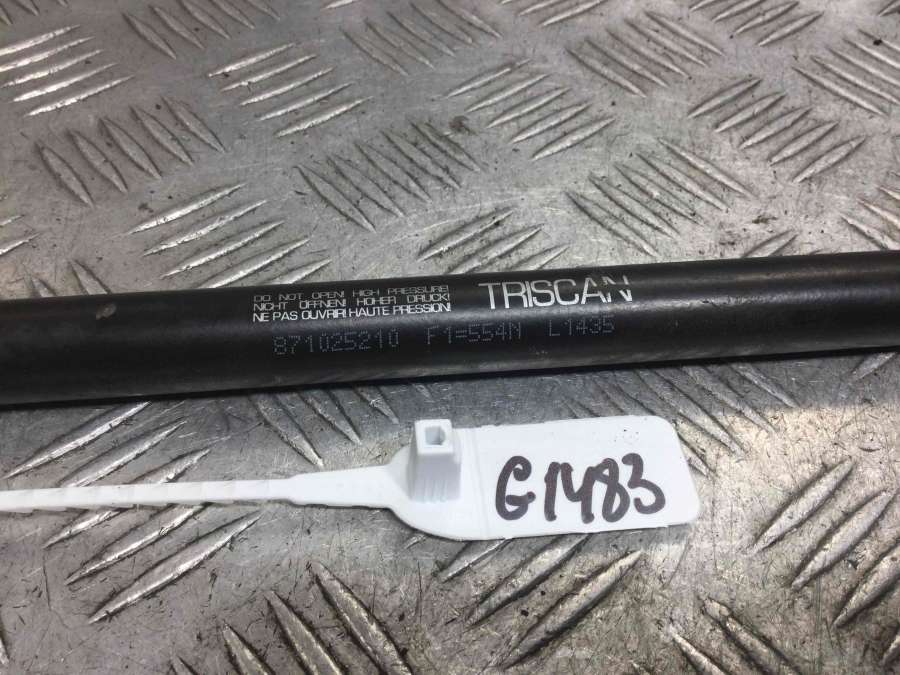 DO NOT OPEN! HIGH PRESSURE!
NICHT ÖFFNEN! HOHER DRUCK!
NE PAS OUVRIR! HAUTE PRESSION!
TRISCAN
871025210 F1=554N L1435
G1483